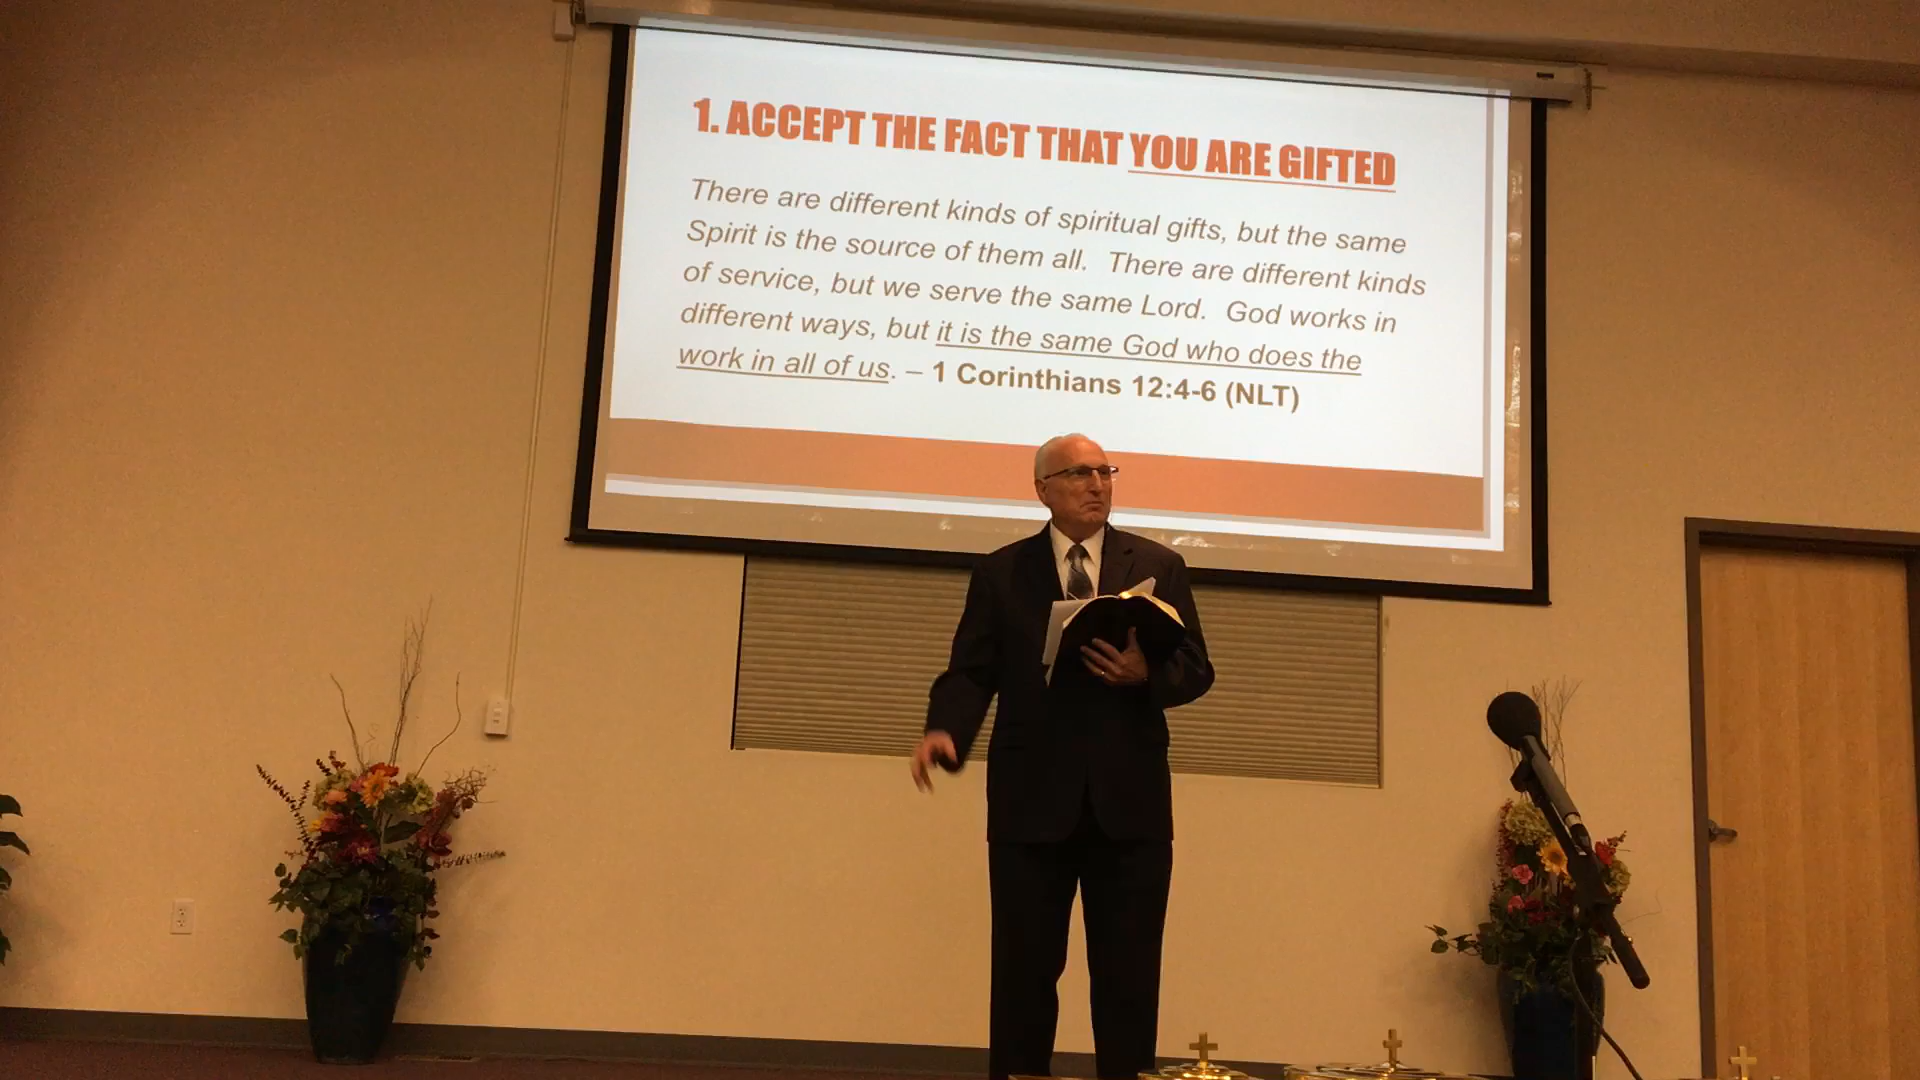 1. ACCEPT THE FACT THAT YOU ARE GIFTED
There are different kinds of spiritual gifts, but the same
Spirit is the source of them all. There are different kinds
of service, but we serve the same Lord. God works in
different ways, but it is the same God who does the
work in all of us. – 1 Corinthians 12:4-6 (NLT)